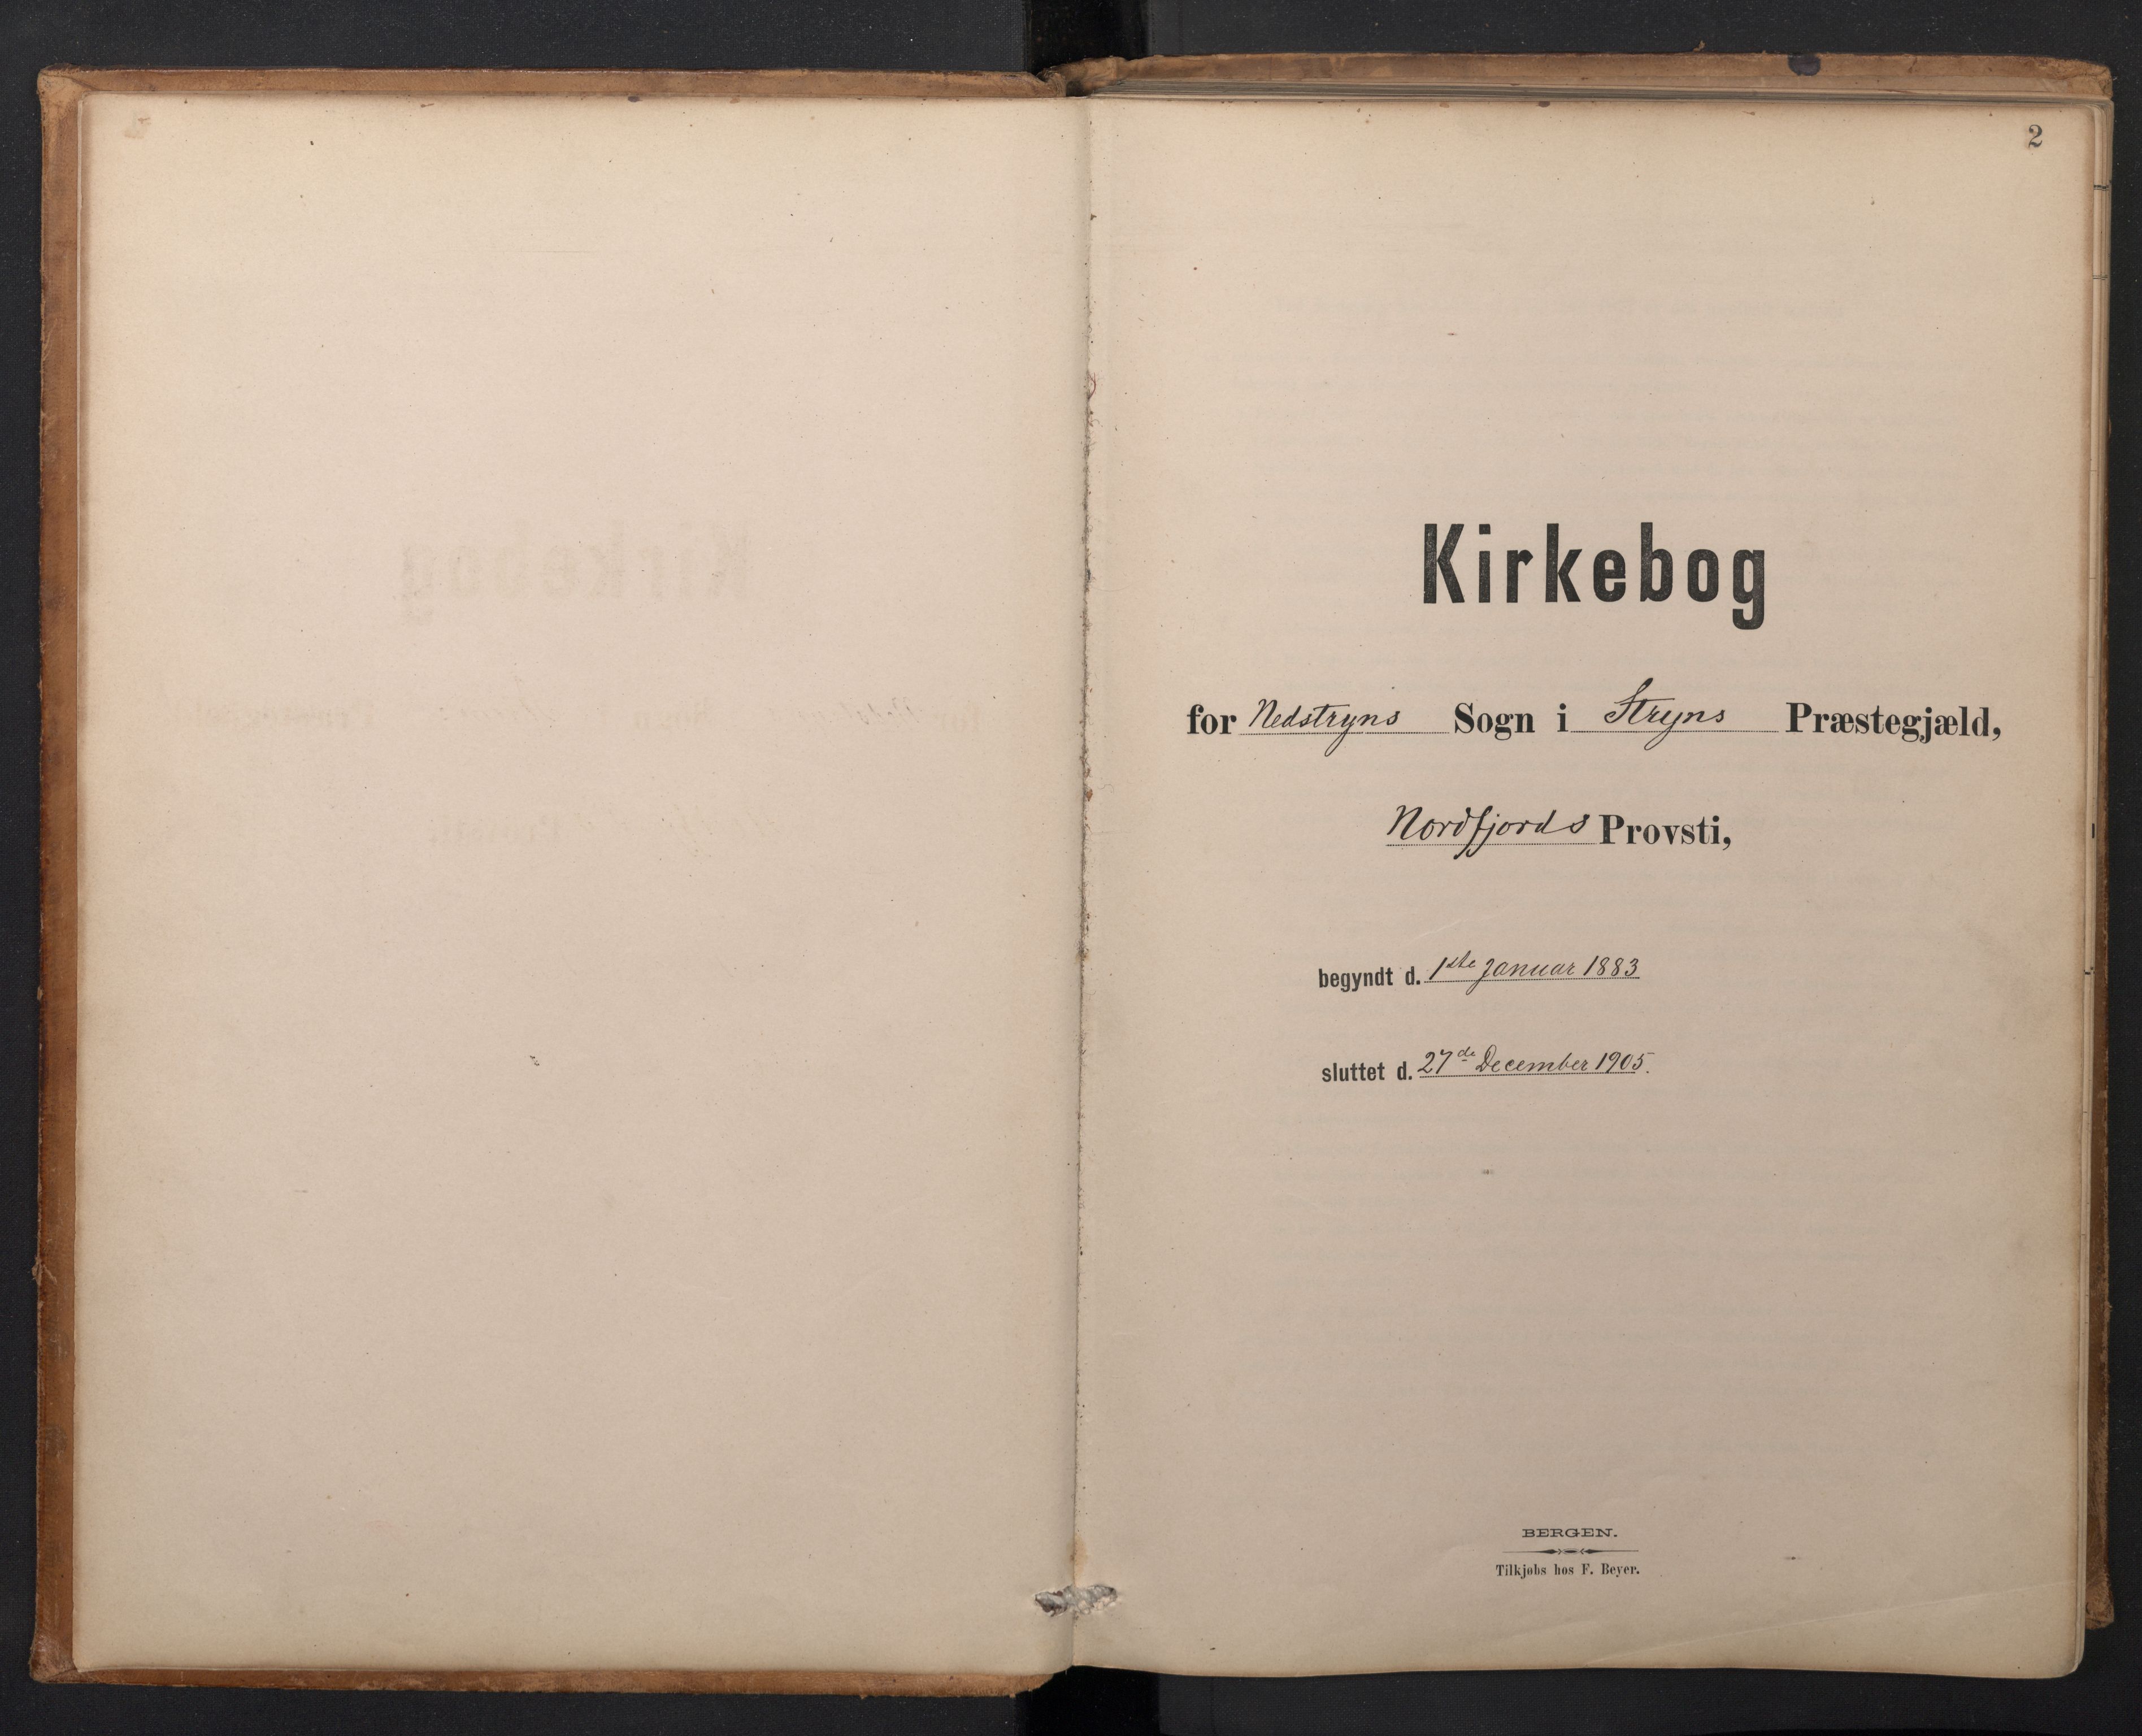 2
Kirkebog
for Nedstryns Sogn i Stryns Præstegjæld,
Nordfjords Provsti,
begyndt d. 1ste Januar 1883
sluttet d. 27de December 1905.
BERGEN.
Tilkjøbs hos F. Beyer.